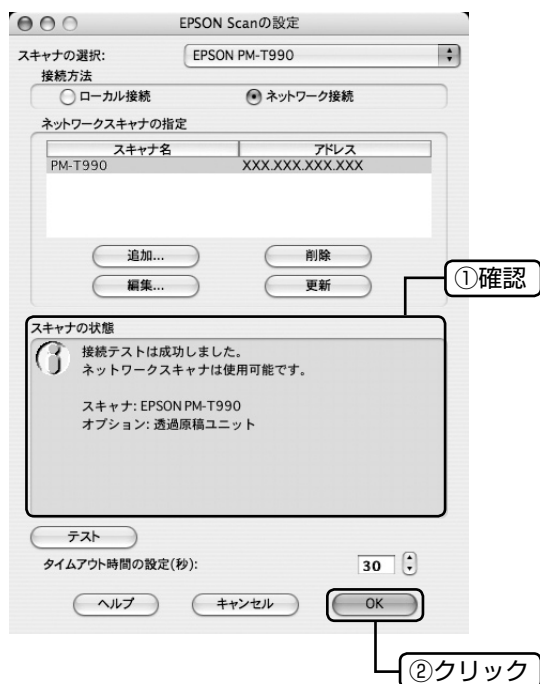 EPSON Scanの設定
スキャナの選択: EPSON PM-T990
接続方法
ローカル接続 ネットワーク接続
ネットワークスキャナの指定
スキャナ名 アドレス
PM-T990 XXX.XXX.XXX.XXX
追加... 削除
編集... 更新
①確認
スキャナの状態
接続テストは成功しました。
ネットワークスキャナは使用可能です。
スキャナ: EPSON PM-T990
オプション: 透過原稿ユニット
テスト
タイムアウト時間の設定(秒): 30
ヘルプ キャンセル OK
②クリック